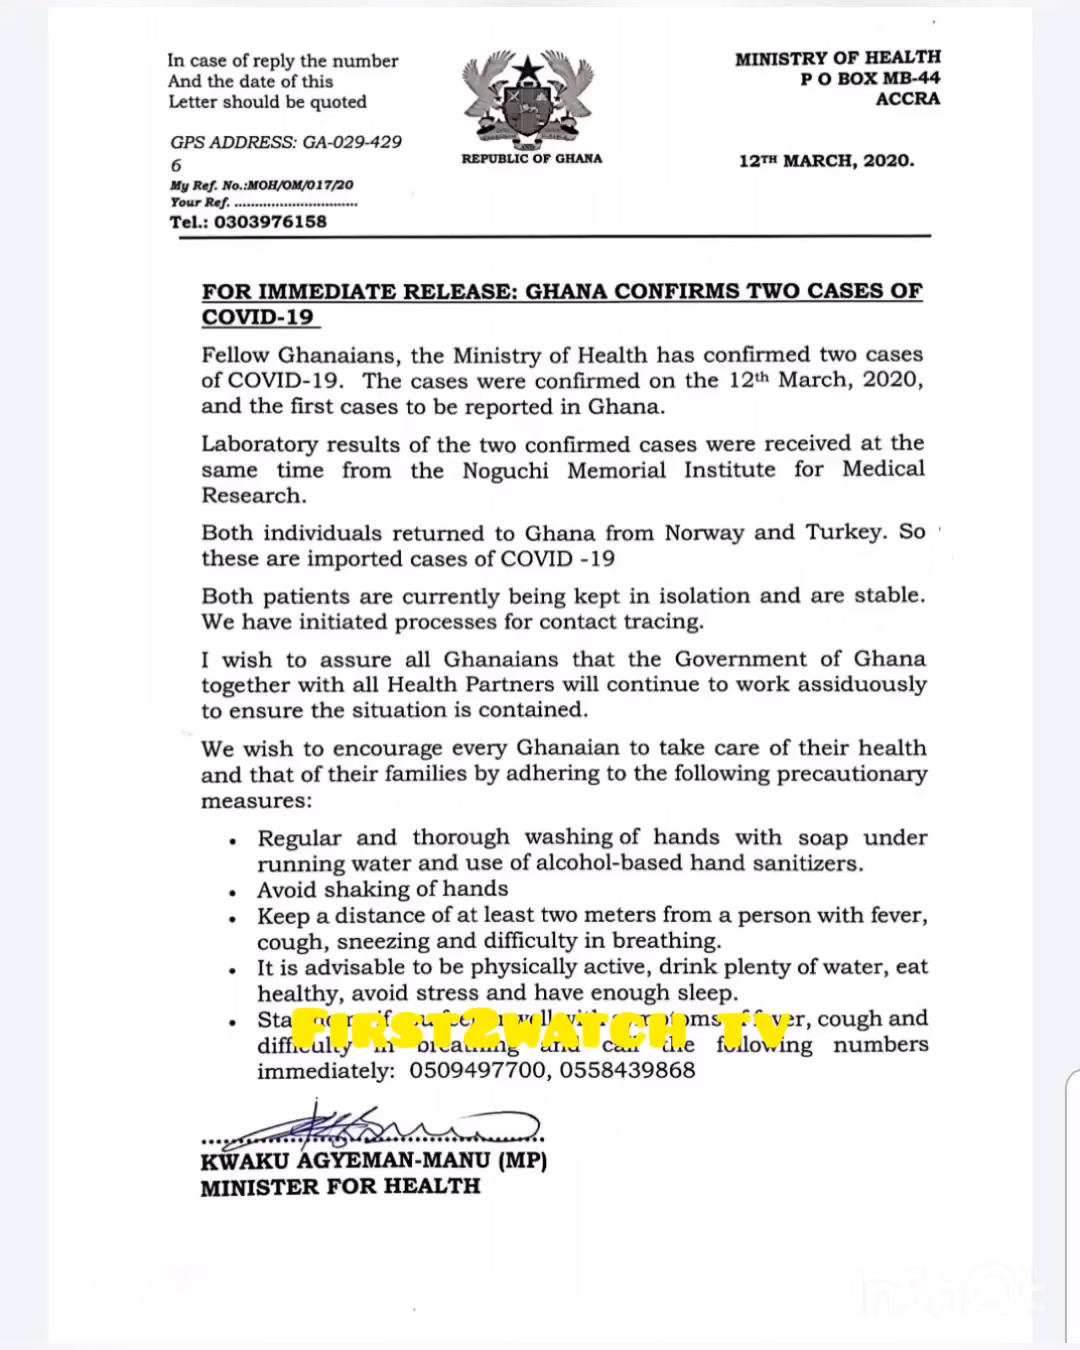 In case of reply the number
And the date of this
Letter should be quoted
GPS ADDRESS: GA-029-429
6
My Ref. No.:MOH/OM/017/20
Your Ref. ..............................
Tel.: 0303976158
REPUBLIC OF GHANA
MINISTRY OF HEALTH
P O BOX MB-44
ACCRA
12TH MARCH, 2020.
FOR IMMEDIATE RELEASE: GHANA CONFIRMS TWO CASES OF
COVID-19
Fellow Ghanaians, the Ministry of Health has confirmed two cases
of COVID-19. The cases were confirmed on the 12th March, 2020,
and the first cases to be reported in Ghana.
Laboratory results of the two confirmed cases were received at the
same time from the Noguchi Memorial Institute for Medical
Research.
Both individuals returned to Ghana from Norway and Turkey. So
these are imported cases of COVID -19
Both patients are currently being kept in isolation and are stable.
We have initiated processes for contact tracing.
I wish to assure all Ghanaians that the Government of Ghana
together with all Health Partners will continue to work assiduously
to ensure the situation is contained.
We wish to encourage every Ghanaian to take care of their health
and that of their families by adhering to the following precautionary
measures:
• Regular and thorough washing of hands with soap under
running water and use of alcohol-based hand sanitizers.
• Avoid shaking of hands
• Keep a distance of at least two meters from a person with fever,
cough, sneezing and difficulty in breathing.
• It is advisable to be physically active, drink plenty of water, eat
healthy, avoid stress and have enough sleep.
• if with symptoms of fever, cough and
First2watch TV
difficulty in breathing and call the following numbers
immediately: 0509497700, 0558439868
KWAKU AGYEMAN-MANU (MP)
MINISTER FOR HEALTH
InShOt